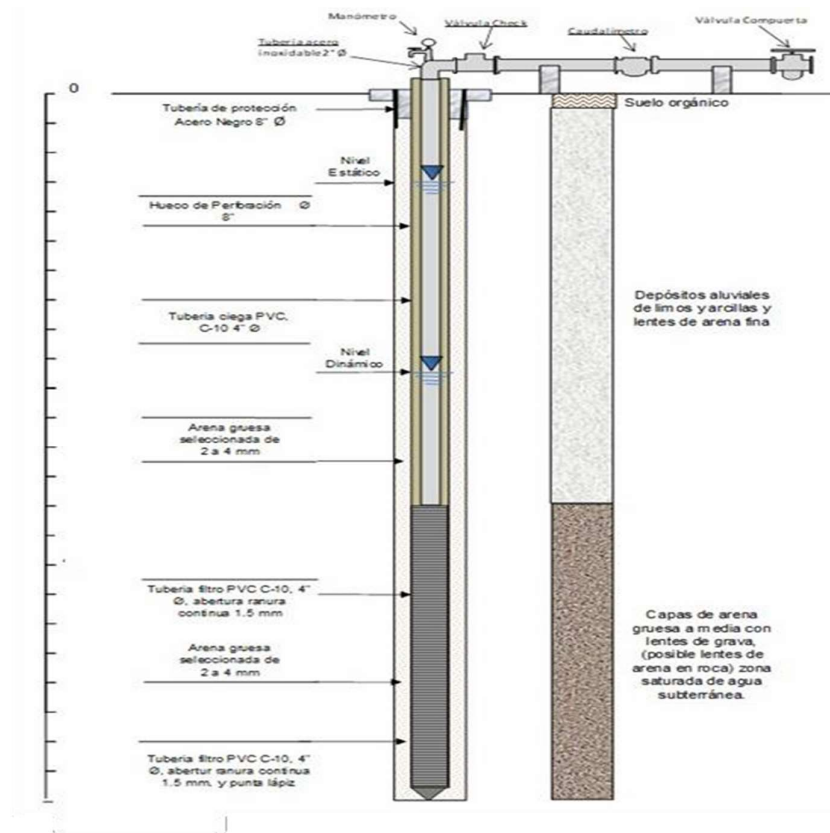 Manómetro
Válvula Check
Válvula Compuerta
Tuberia acero
inoxidable 2" Ø
Caudalímetro
0
Tubería de protección
Acero Negro 8" Ø
Suelo orgánico
Nivel
Estático
Hueco de Perforación Ø
8"
Depósitos aluviales
de limos y arcillas y
lentes de arena fina
Tuberia ciega PVC,
C-10 4" Ø
Nivel
Dinámico
Arena gruesa
seleccionada de
2 a 4 mm
Tuberia filtro PVC C-10, 4"
Ø, abertura ranura
continua 1.5 mm
Capas de arena
gruesa a media con
lentes de grava,
(posible lentes de
arena en roca) zona
saturada de agua
subterránea.
Arena gruesa
seleccionada de
2 a 4 mm
Tuberia filtro PVC C-10, 4"
Ø, abertur ranura continua
1.5 mm, y punta lápiz